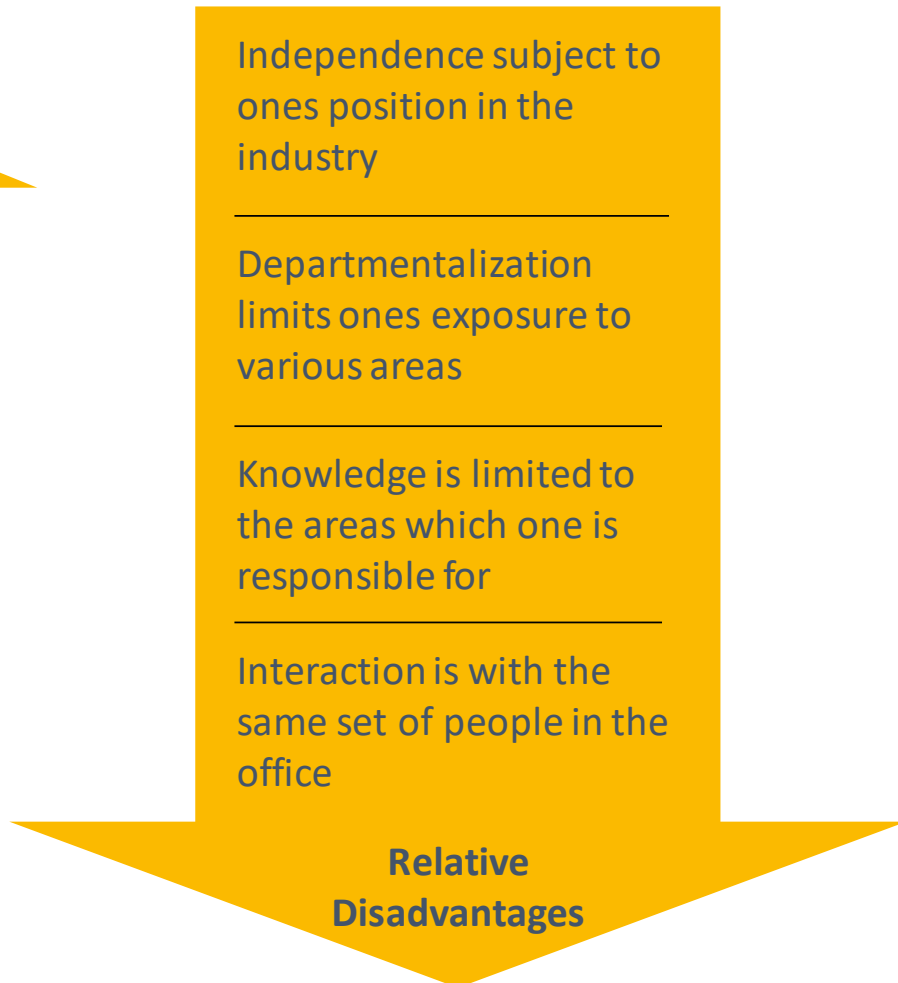 Independence subject to
ones position in the
industry
Departmentalization
limits ones exposure to
various areas
Knowledge is limited to
the areas which one is
responsible for
Interaction is with the
same set of people in the
office
Relative
Disadvantages